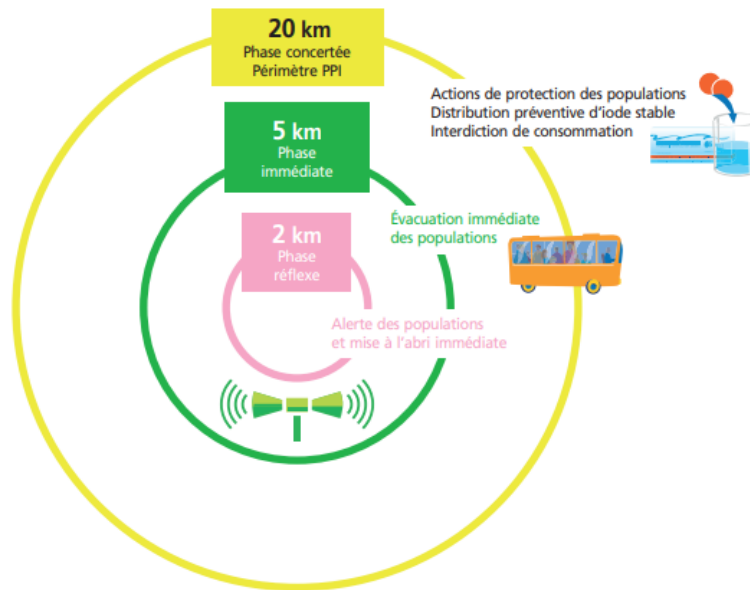 20 km
Phase concertée
Périmètre PPI
Actions de protection des populations
Distribution préventive d'iode stable
Interdiction de consommation
5 km
Phase
immédiate
Évacuation immédiate
des populations
2 km
Phase
réflexe
Alerte des populations
et mise à l'abri immédiate